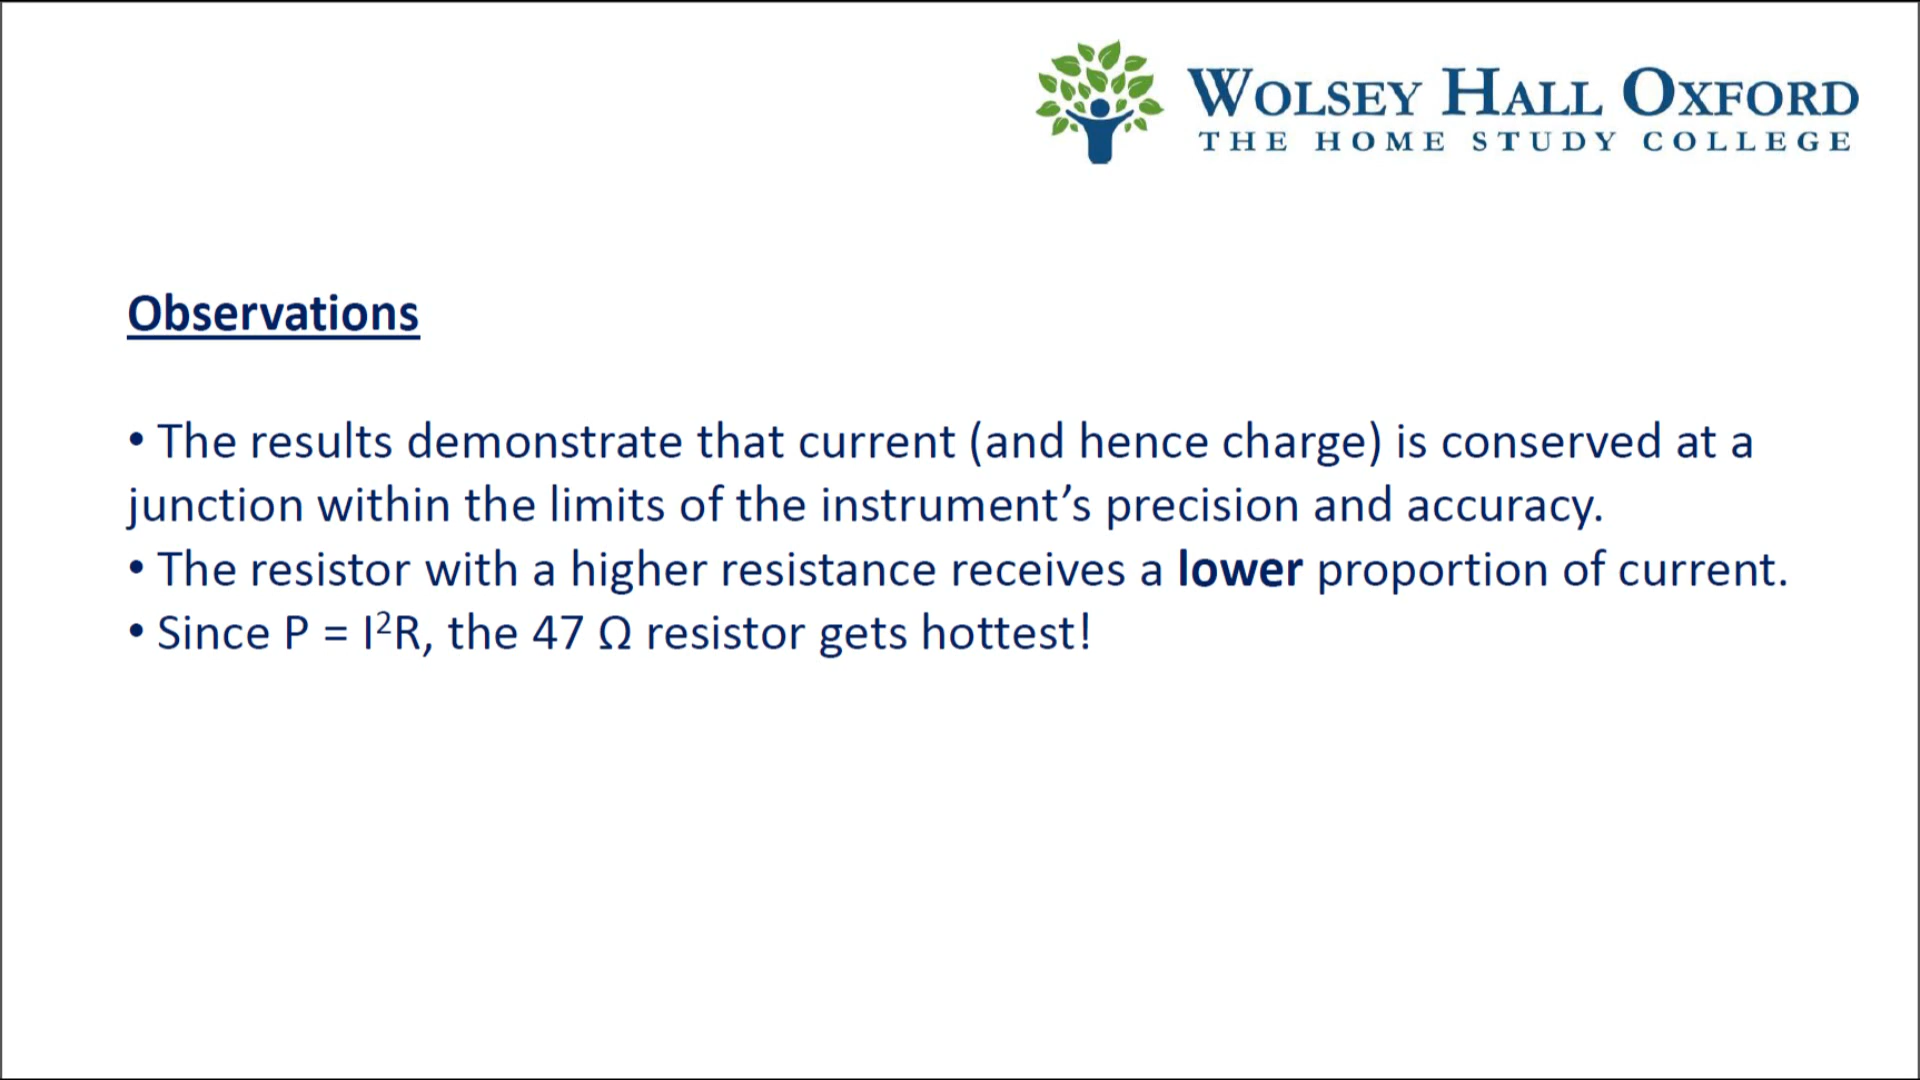 WOLSEY HALL OXFORD
THE HOME STUDY COLLEGE
Observations
• The results demonstrate that current (and hence charge) is conserved at a
junction within the limits of the instrument’s precision and accuracy.
• The resistor with a higher resistance receives a lower proportion of current.
• Since P = I²R, the 47 Ω resistor gets hottest!